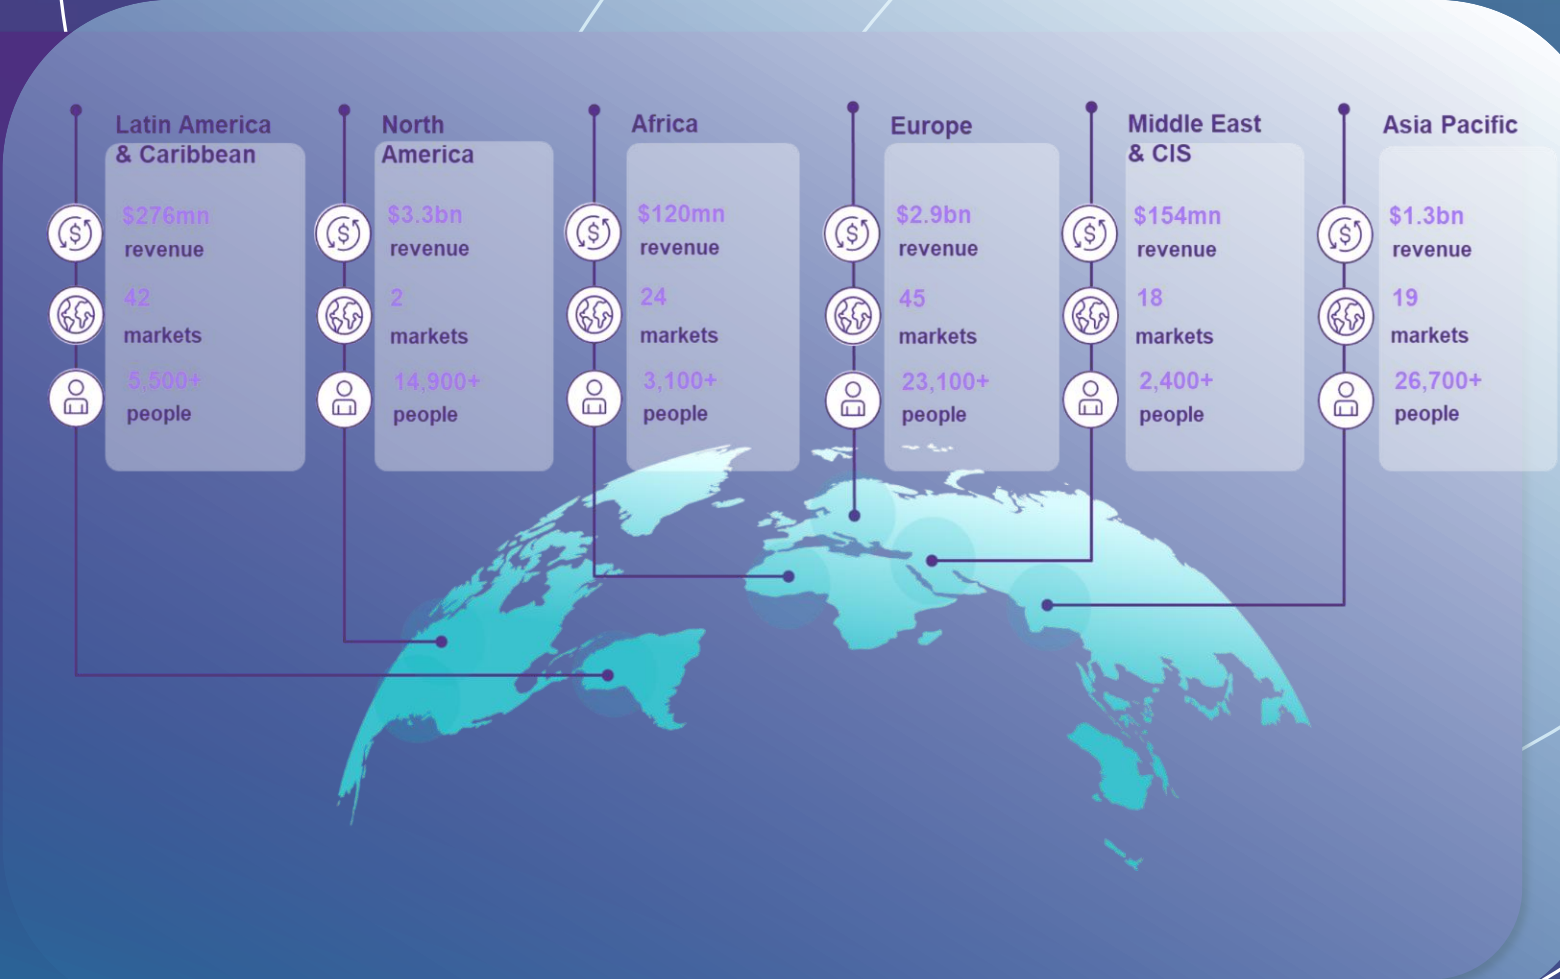 Latin America
& Caribbean
$276mn
revenue
42
markets
5,500+
people
North
America
$3.3bn
revenue
2
markets
14,900+
people
Africa
$120mn
revenue
24
markets
3,100+
people
Europe
$2.9bn
revenue
45
markets
23,100+
people
Middle East
& CIS
$154mn
revenue
18
markets
2,400+
people
Asia Pacific
$1.3bn
revenue
19
markets
26,700+
people